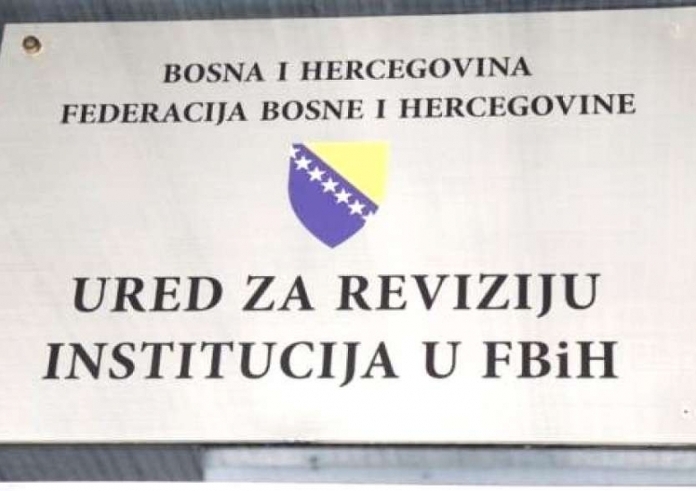 BOSNA I HERCEGOVINA
FEDERACIJA BOSNE I HERCEGOVINE
URED ZA REVIZIJU
INSTITUCIJA U FBiH